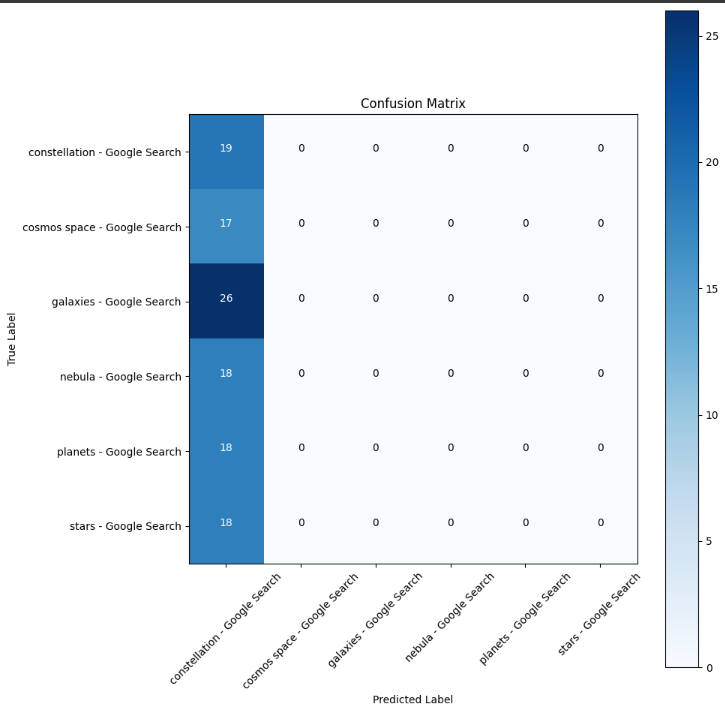 Confusion Matrix
True Label
constellation - Google Search 19 0 0 0 0 0
cosmos space - Google Search 17 0 0 0 0 0
galaxies - Google Search 26 0 0 0 0 0
nebula - Google Search 18 0 0 0 0 0
planets - Google Search 18 0 0 0 0 0
stars - Google Search 18 0 0 0 0 0
constellation - Google Search
cosmos space - Google Search
galaxies - Google Search
nebula - Google Search
planets - Google Search
stars - Google Search
Predicted Label
25
20
15
10
5
0